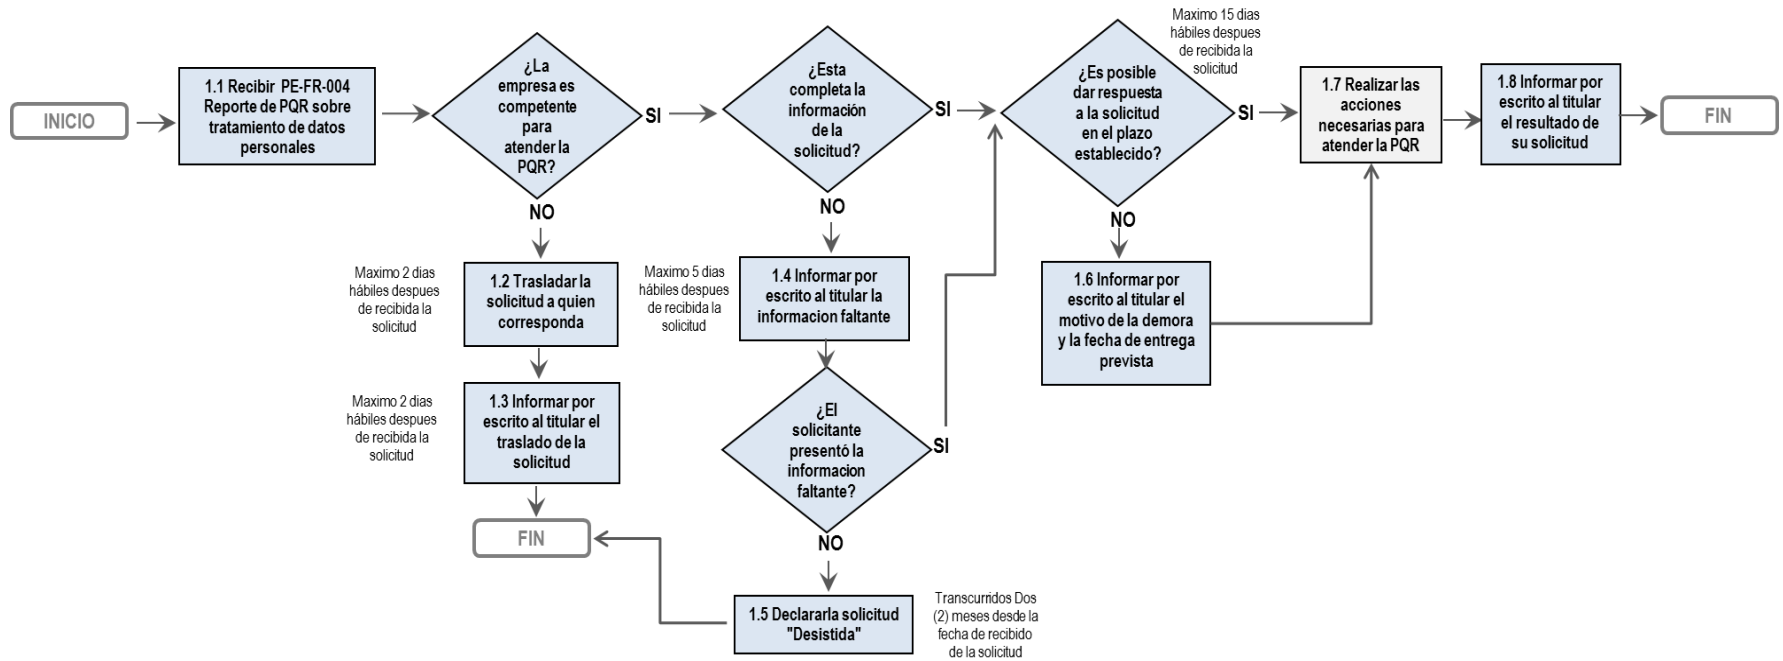 INICIO
1.1 Recibir PE-FR-004
Reporte de PQR sobre
tratamiento de datos
personales
¿La
empresa es
competente
para
atender la
PQR?
SI
NO
Maximo 2 dias
hábiles despues
de recibida la
solicitud
1.2 Trasladar la
solicitud a quien
corresponda
Maximo 2 dias
hábiles despues
de recibida la
solicitud
1.3 Informar por
escrito al titular el
traslado de la
solicitud
FIN
¿Esta
completa la
información
de la
solicitud?
SI
NO
Maximo 5 dias
hábiles despues
de recibida la
solicitud
1.4 Informar por
escrito al titular la
informacion faltante
¿El
solicitante
presentó la
informacion
faltante?
SI
NO
1.5 Declararla solicitud
"Desistida"
Transcurridos Dos
(2) meses desde la
fecha de recibido
de la solicitud
Maximo 15 dias
hábiles despues
de recibida la
solicitud
¿Es posible
dar respuesta
a la solicitud
en el plazo
establecido?
SI
NO
1.6 Informar por
escrito al titular el
motivo de la demora
y la fecha de entrega
prevista
1.7 Realizar las
acciones
necesarias para
atender la PQR
1.8 Informar por
escrito al titular
el resultado de
su solicitud
FIN